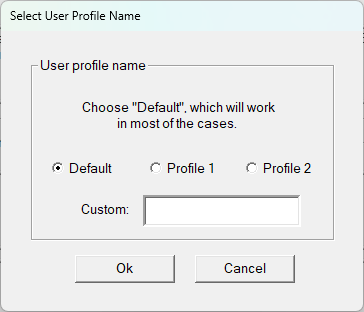 Select User Profile Name
User profile name
Choose "Default", which will work
in most of the cases.
Default Profile 1 Profile 2
Custom:
Ok Cancel